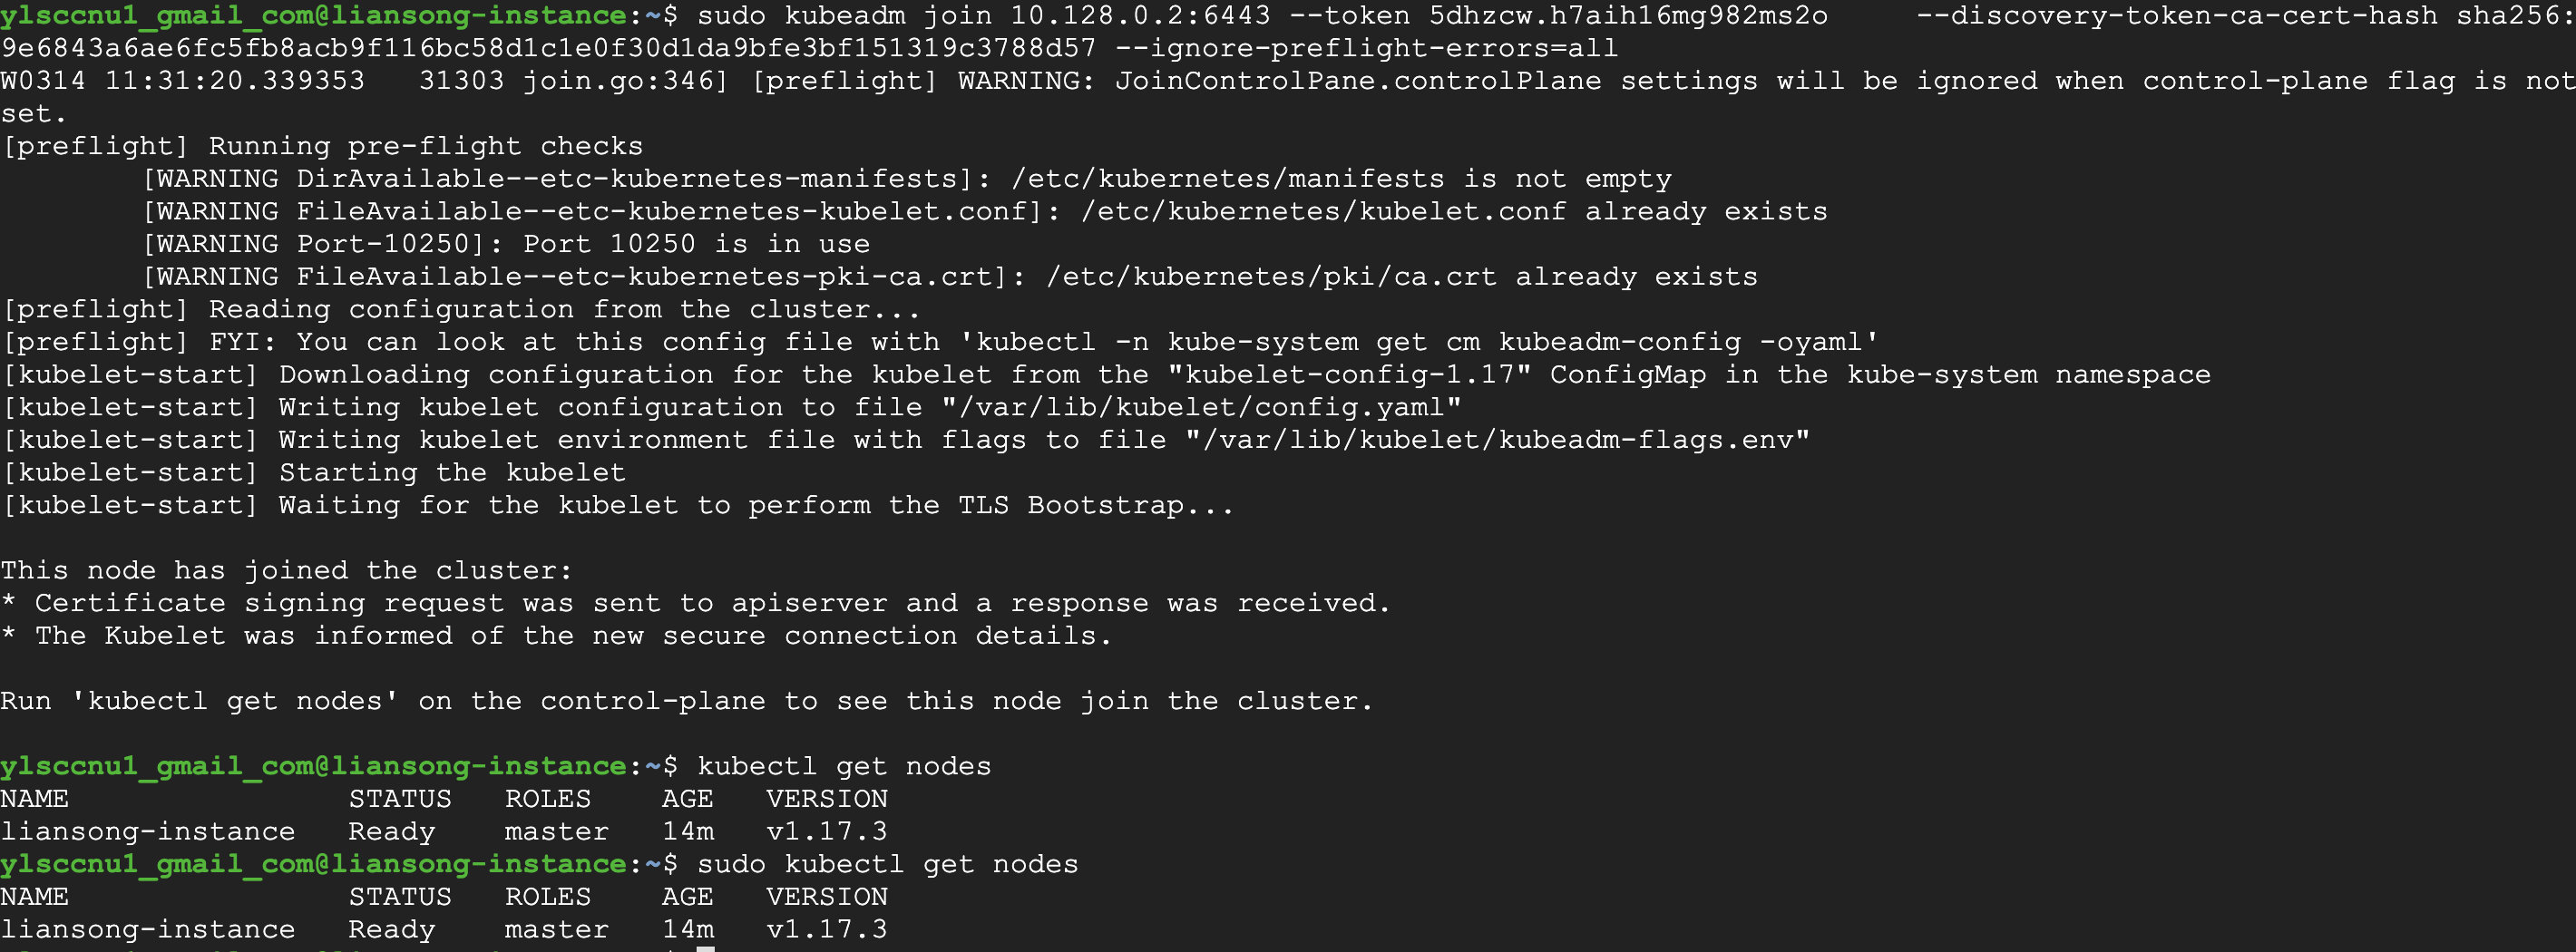 ylsccnu1_gmail_com@liansong-instance:~$ sudo kubeadm join 10.128.0.2:6443 --token 5dhzcw.h7aih16mg982ms2o     --discovery-token-ca-cert-hash sha256:
9e6843a6ae6fc5fb8acb9f116bc58d1c1e0f30d1da9bfe3bf151319c3788d57 --ignore-preflight-errors=all
W0314 11:31:20.339353   31303 join.go:346] [preflight] WARNING: JoinControlPane.controlPlane settings will be ignored when control-plane flag is not
set.
[preflight] Running pre-flight checks
        [WARNING DirAvailable--etc-kubernetes-manifests]: /etc/kubernetes/manifests is not empty
        [WARNING FileAvailable--etc-kubernetes-kubelet.conf]: /etc/kubernetes/kubelet.conf already exists
        [WARNING Port-10250]: Port 10250 is in use
        [WARNING FileAvailable--etc-kubernetes-pki-ca.crt]: /etc/kubernetes/pki/ca.crt already exists
[preflight] Reading configuration from the cluster...
[preflight] FYI: You can look at this config file with 'kubectl -n kube-system get cm kubeadm-config -oyaml'
[kubelet-start] Downloading configuration for the kubelet from the "kubelet-config-1.17" ConfigMap in the kube-system namespace
[kubelet-start] Writing kubelet configuration to file "/var/lib/kubelet/config.yaml"
[kubelet-start] Writing kubelet environment file with flags to file "/var/lib/kubelet/kubeadm-flags.env"
[kubelet-start] Starting the kubelet
[kubelet-start] Waiting for the kubelet to perform the TLS Bootstrap...

This node has joined the cluster:
* Certificate signing request was sent to apiserver and a response was received.
* The Kubelet was informed of the new secure connection details.

Run 'kubectl get nodes' on the control-plane to see this node join the cluster.

ylsccnu1_gmail_com@liansong-instance:~$ kubectl get nodes
NAME                STATUS   ROLES    AGE   VERSION
liansong-instance   Ready    master   14m   v1.17.3
ylsccnu1_gmail_com@liansong-instance:~$ sudo kubectl get nodes
NAME                STATUS   ROLES    AGE   VERSION
liansong-instance   Ready    master   14m   v1.17.3